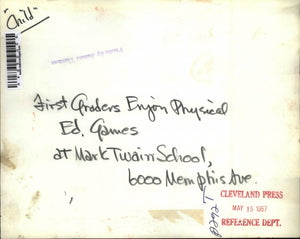 "Child"
First Graders Enjoy Physical
Ed. Games
at Mark Twain School,
6000 Memphis Ave.
CLEVELAND PRESS
MAY 15 1957
REFERENCE DEPT.